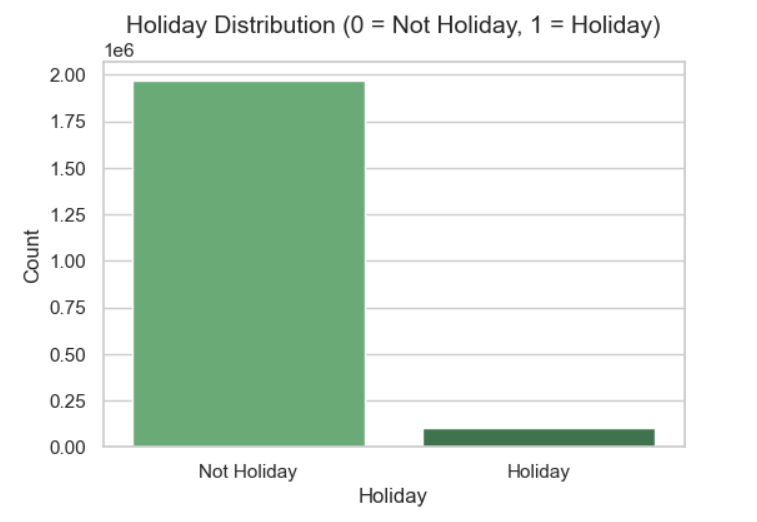 Holiday Distribution (0 = Not Holiday, 1 = Holiday)
1e6
2.00
1.75
1.50
1.25
1.00
0.75
0.50
0.25
0.00
Count
Not Holiday Holiday
Holiday